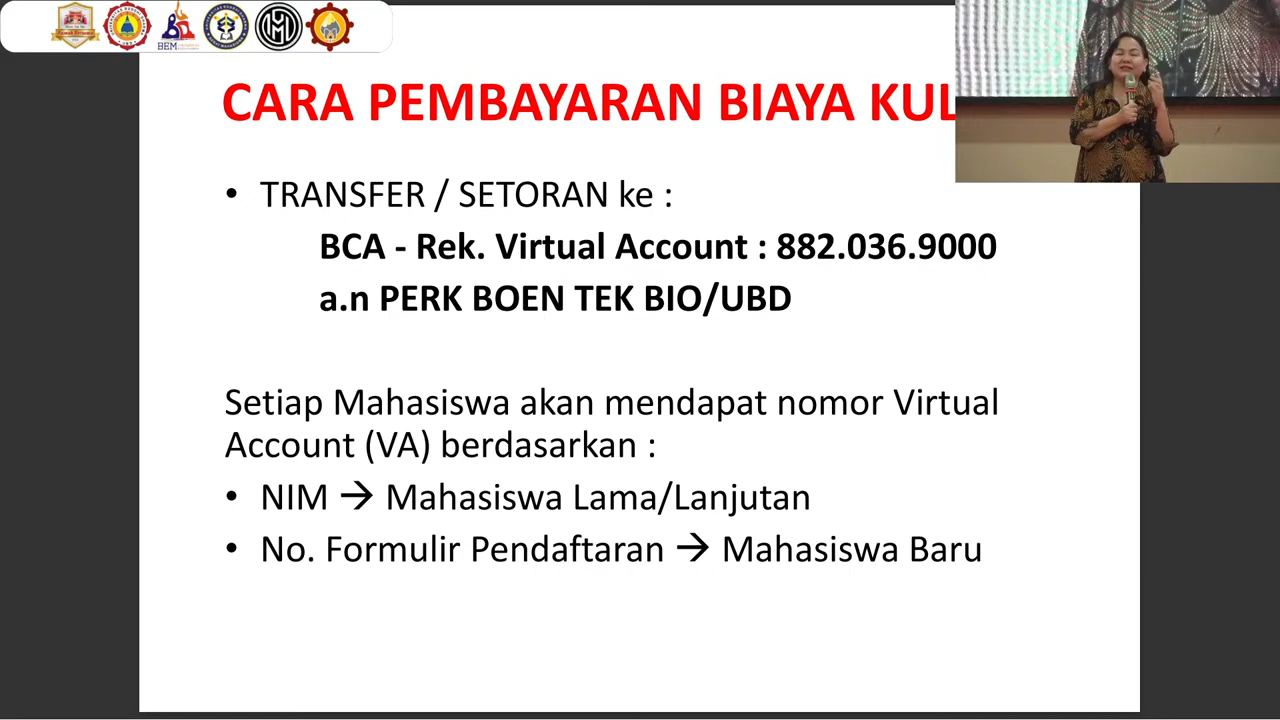 BEM
CARA PEMBAYARAN BIAYA KUL
• TRANSFER / SETORAN ke :
BCA - Rek. Virtual Account : 882.036.9000
a.n PERK BOEN TEK BIO/UBD
Setiap Mahasiswa akan mendapat nomor Virtual
Account (VA) berdasarkan :
• NIM → Mahasiswa Lama/Lanjutan
• No. Formulir Pendaftaran → Mahasiswa Baru